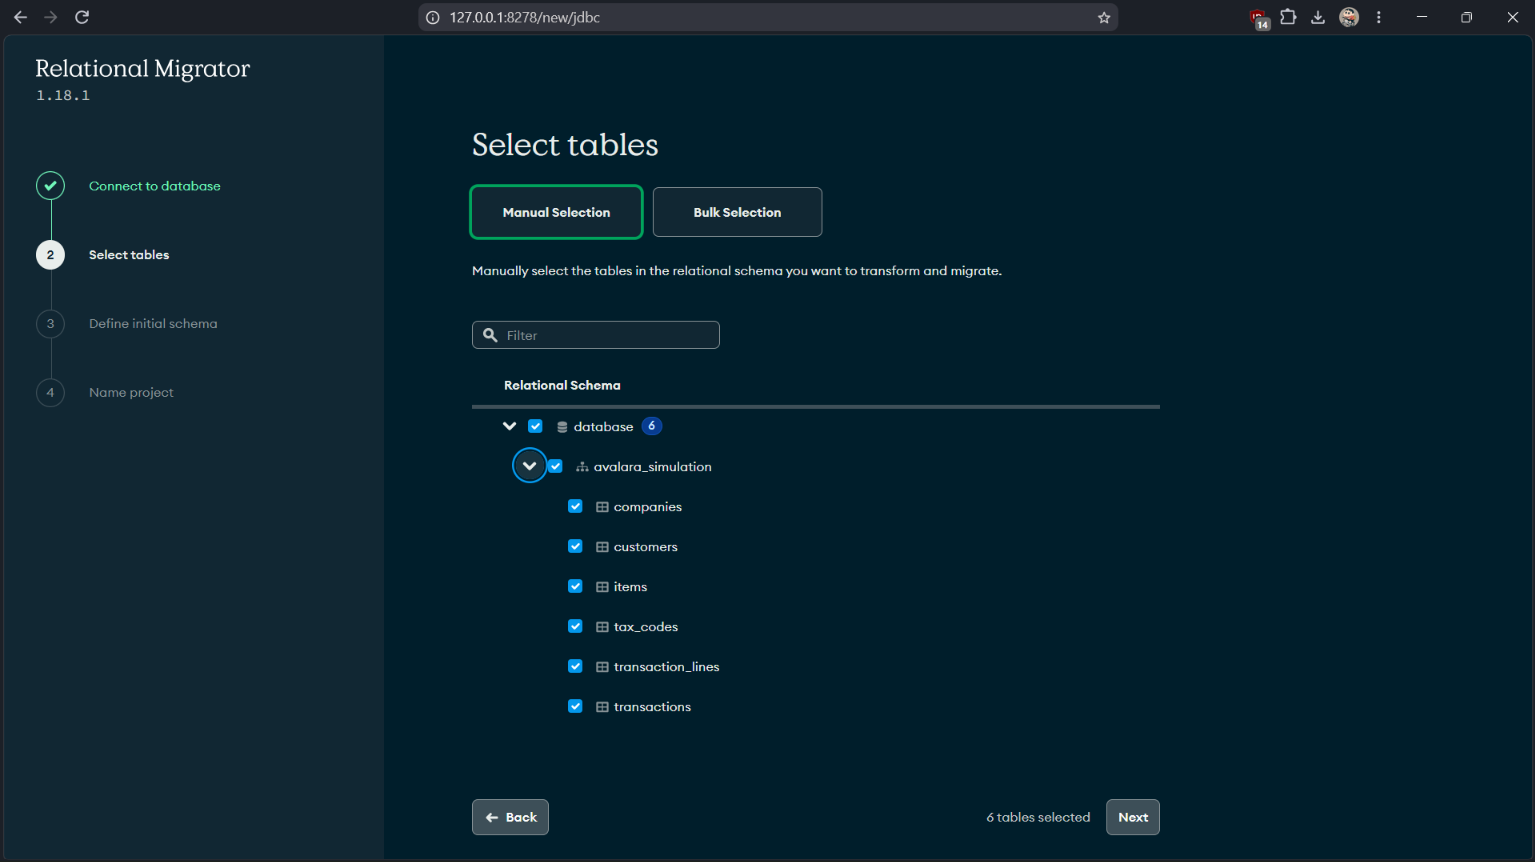 127.0.0.1:8278/new/jdbc
14
Relational Migrator
1.18.1
Connect to database
2 Select tables
3 Define initial schema
4 Name project
Select tables
Manual Selection Bulk Selection
Manually select the tables in the relational schema you want to transform and migrate.
Filter
Relational Schema
database 6
avalara_simulation
companies
customers
items
tax_codes
transaction_lines
transactions
Back 6 tables selected Next